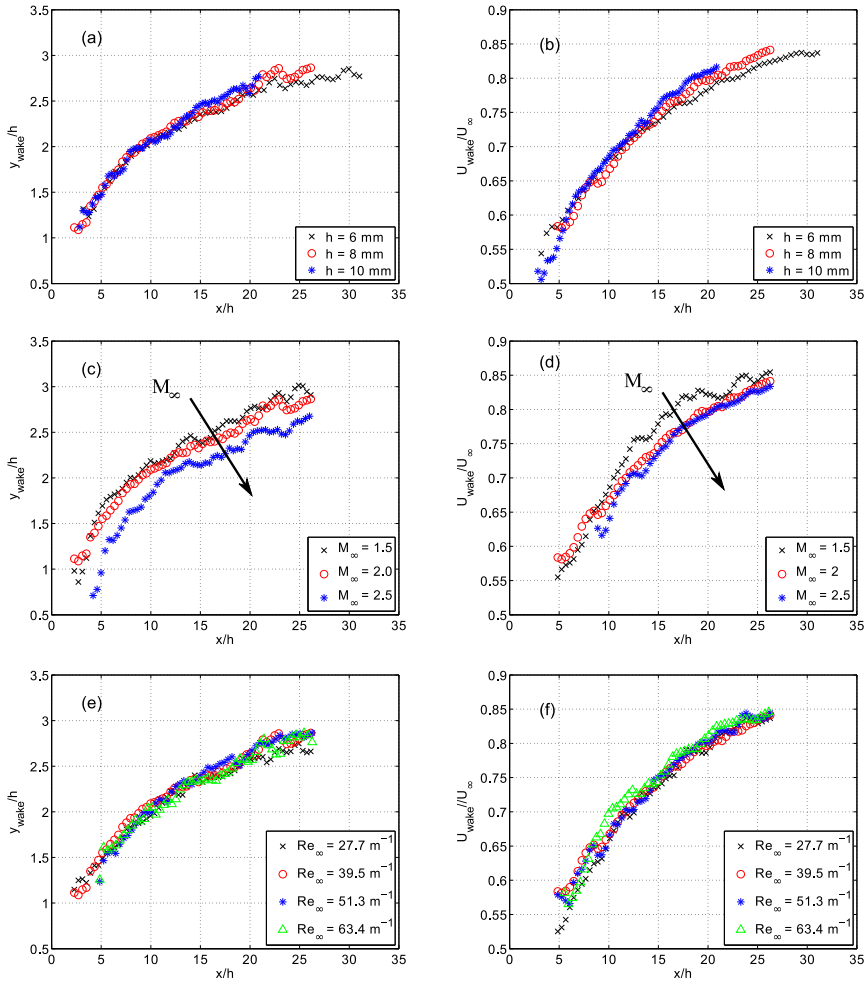 (a)
y_wake/h
3.5
3
2.5
2
1.5
1
0.5
0 5 10 15 20 25 30 35
x/h
h = 6 mm
h = 8 mm
h = 10 mm
(b)
U_wake/U_∞
0.9
0.85
0.8
0.75
0.7
0.65
0.6
0.55
0.5
0 5 10 15 20 25 30 35
x/h
h = 6 mm
h = 8 mm
h = 10 mm
(c)
M_∞
y_wake/h
3.5
3
2.5
2
1.5
1
0.5
0 5 10 15 20 25 30 35
x/h
M_∞ = 1.5
M_∞ = 2.0
M_∞ = 2.5
(d)
M_∞
U_wake/U_∞
0.9
0.85
0.8
0.75
0.7
0.65
0.6
0.55
0.5
0 5 10 15 20 25 30 35
x/h
M_∞ = 1.5
M_∞ = 2
M_∞ = 2.5
(e)
y_wake/h
3.5
3
2.5
2
1.5
1
0.5
0 5 10 15 20 25 30 35
x/h
Re_∞ = 27.7 m⁻¹
Re_∞ = 39.5 m⁻¹
Re_∞ = 51.3 m⁻¹
Re_∞ = 63.4 m⁻¹
(f)
U_wake//U_∞
0.9
0.85
0.8
0.75
0.7
0.65
0.6
0.55
0.5
0 5 10 15 20 25 30 35
x/h
Re_∞ = 27.7 m⁻¹
Re_∞ = 39.5 m⁻¹
Re_∞ = 51.3 m⁻¹
Re_∞ = 63.4 m⁻¹